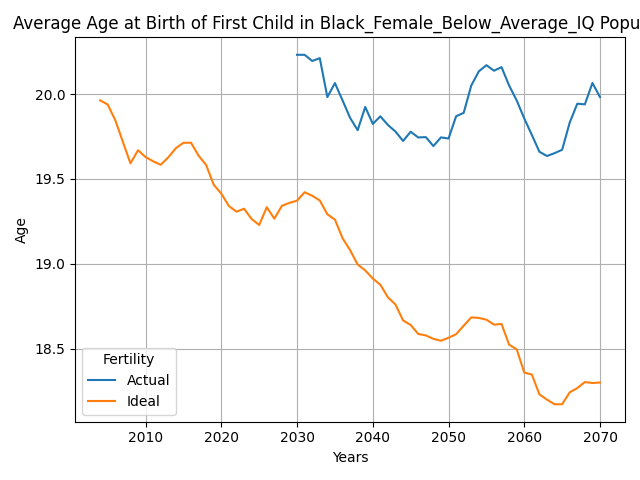 Average Age at Birth of First Child in Black_Female_Below_Average_IQ Popu
20.0
19.5
19.0
18.5
Age
Fertility
Actual
Ideal
2010 2020 2030 2040 2050 2060 2070
Years